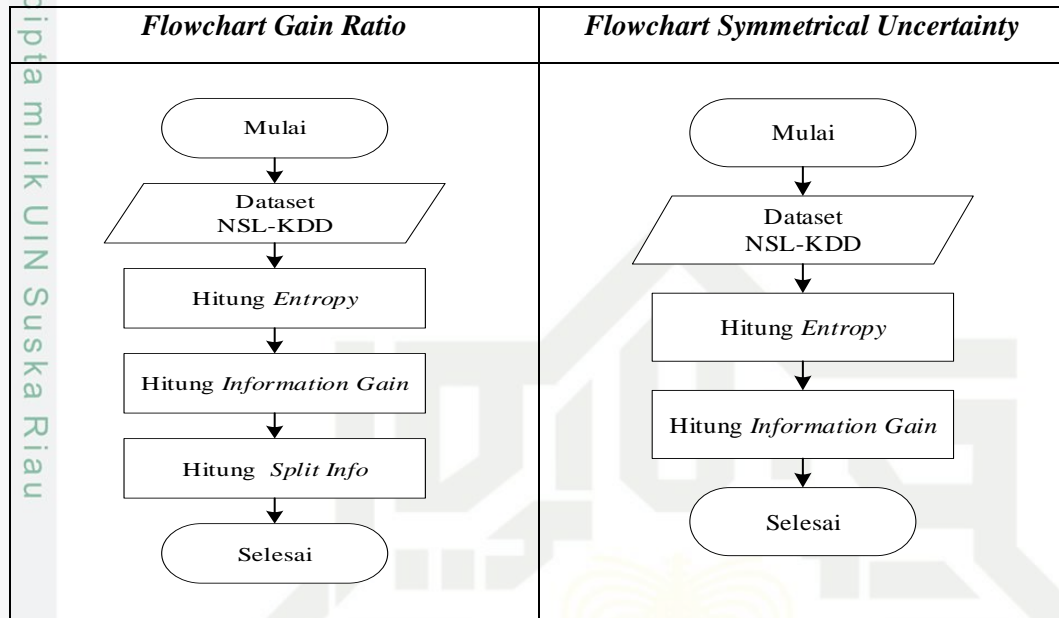 cipta milik UIN Suska Riau
Flowchart Gain Ratio
Flowchart Symmetrical Uncertainty
Mulai
Dataset
NSL-KDD
Hitung Entropy
Hitung Information Gain
Hitung Split Info
Selesai
Mulai
Dataset
NSL-KDD
Hitung Entropy
Hitung Information Gain
Selesai